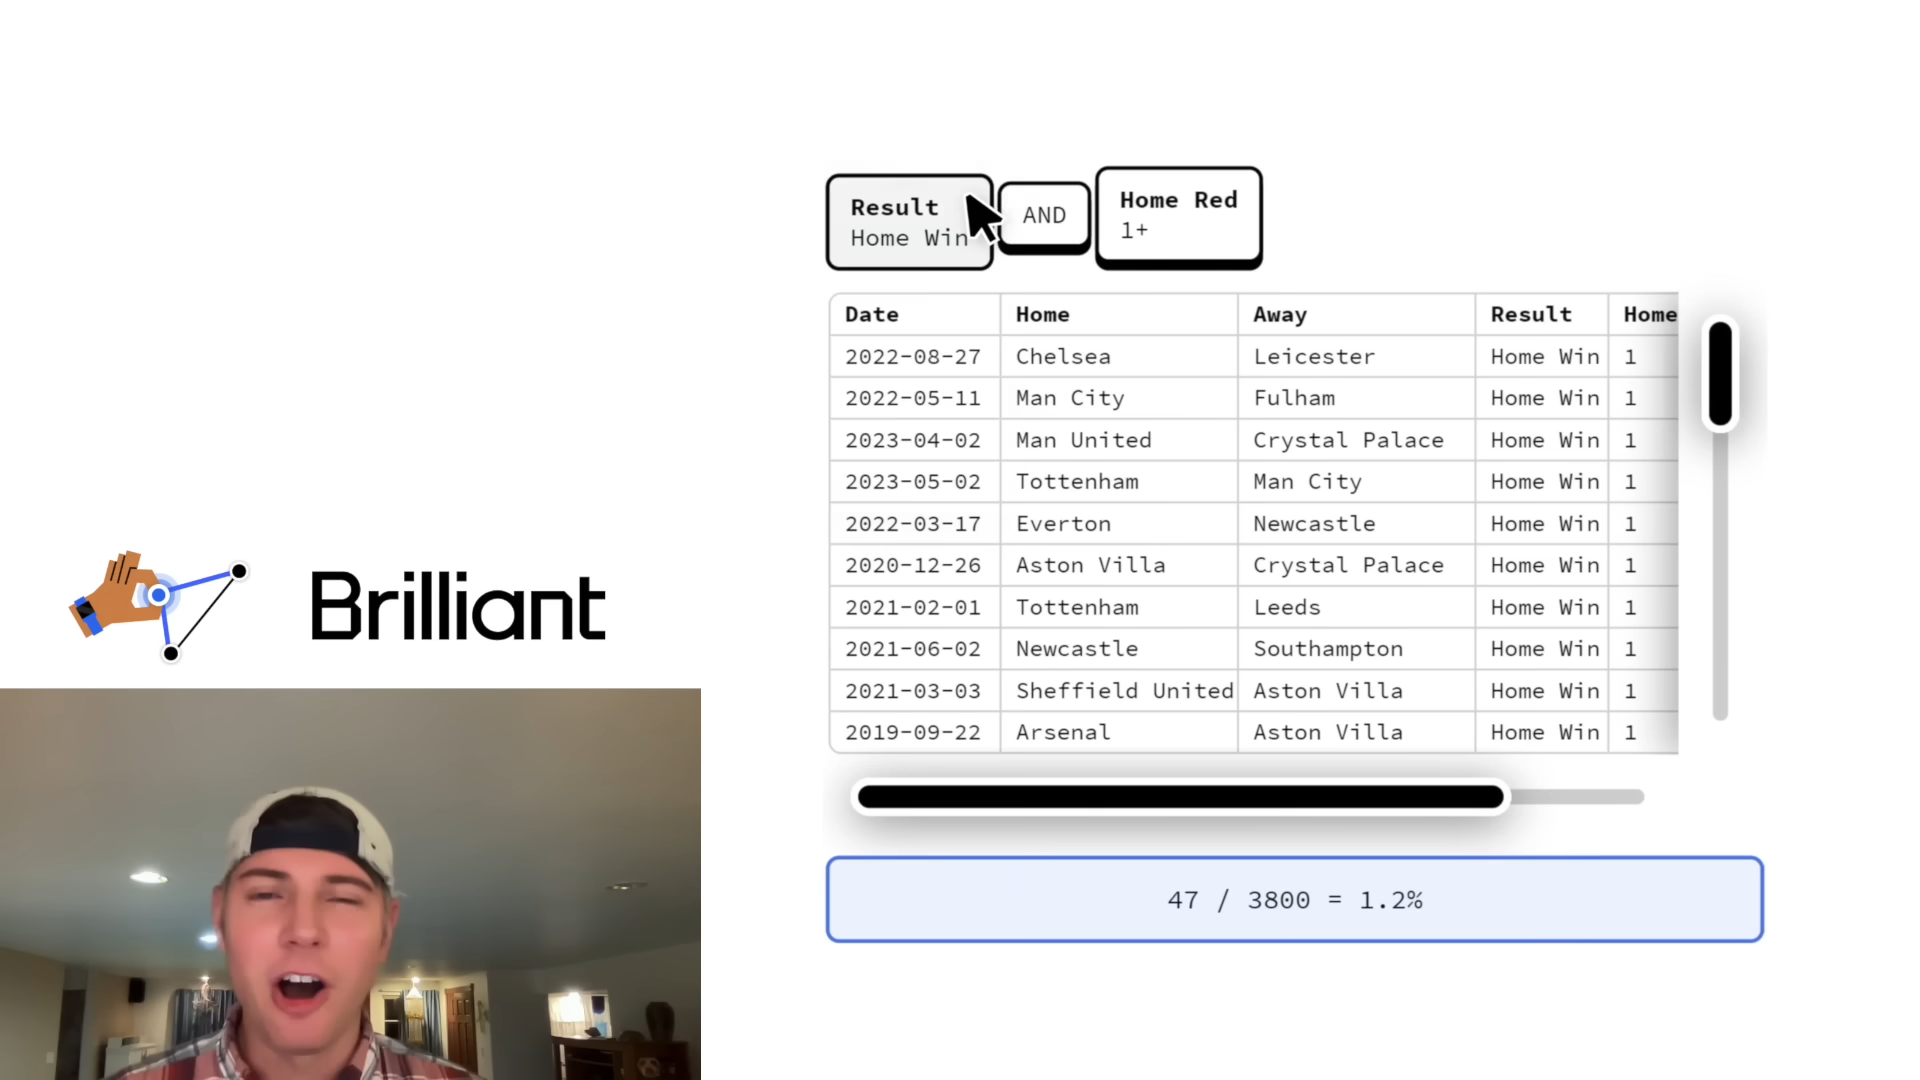 Result
Home Win
AND
Home Red
1+
Date Home Away Result Home
2022-08-27 Chelsea Leicester Home Win 1
2022-05-11 Man City Fulham Home Win 1
2023-04-02 Man United Crystal Palace Home Win 1
2023-05-02 Tottenham Man City Home Win 1
2022-03-17 Everton Newcastle Home Win 1
2020-12-26 Aston Villa Crystal Palace Home Win 1
2021-02-01 Tottenham Leeds Home Win 1
2021-06-02 Newcastle Southampton Home Win 1
2021-03-03 Sheffield United Aston Villa Home Win 1
2019-09-22 Arsenal Aston Villa Home Win 1
47 / 3800 = 1.2%
Brilliant